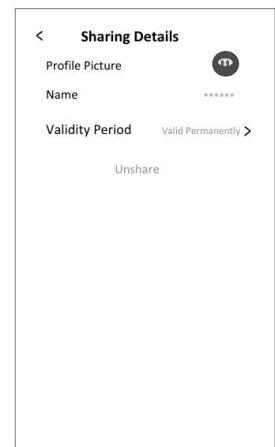 < Sharing Details
Profile Picture
Name ******
Validity Period Valid Permanently >
Unshare